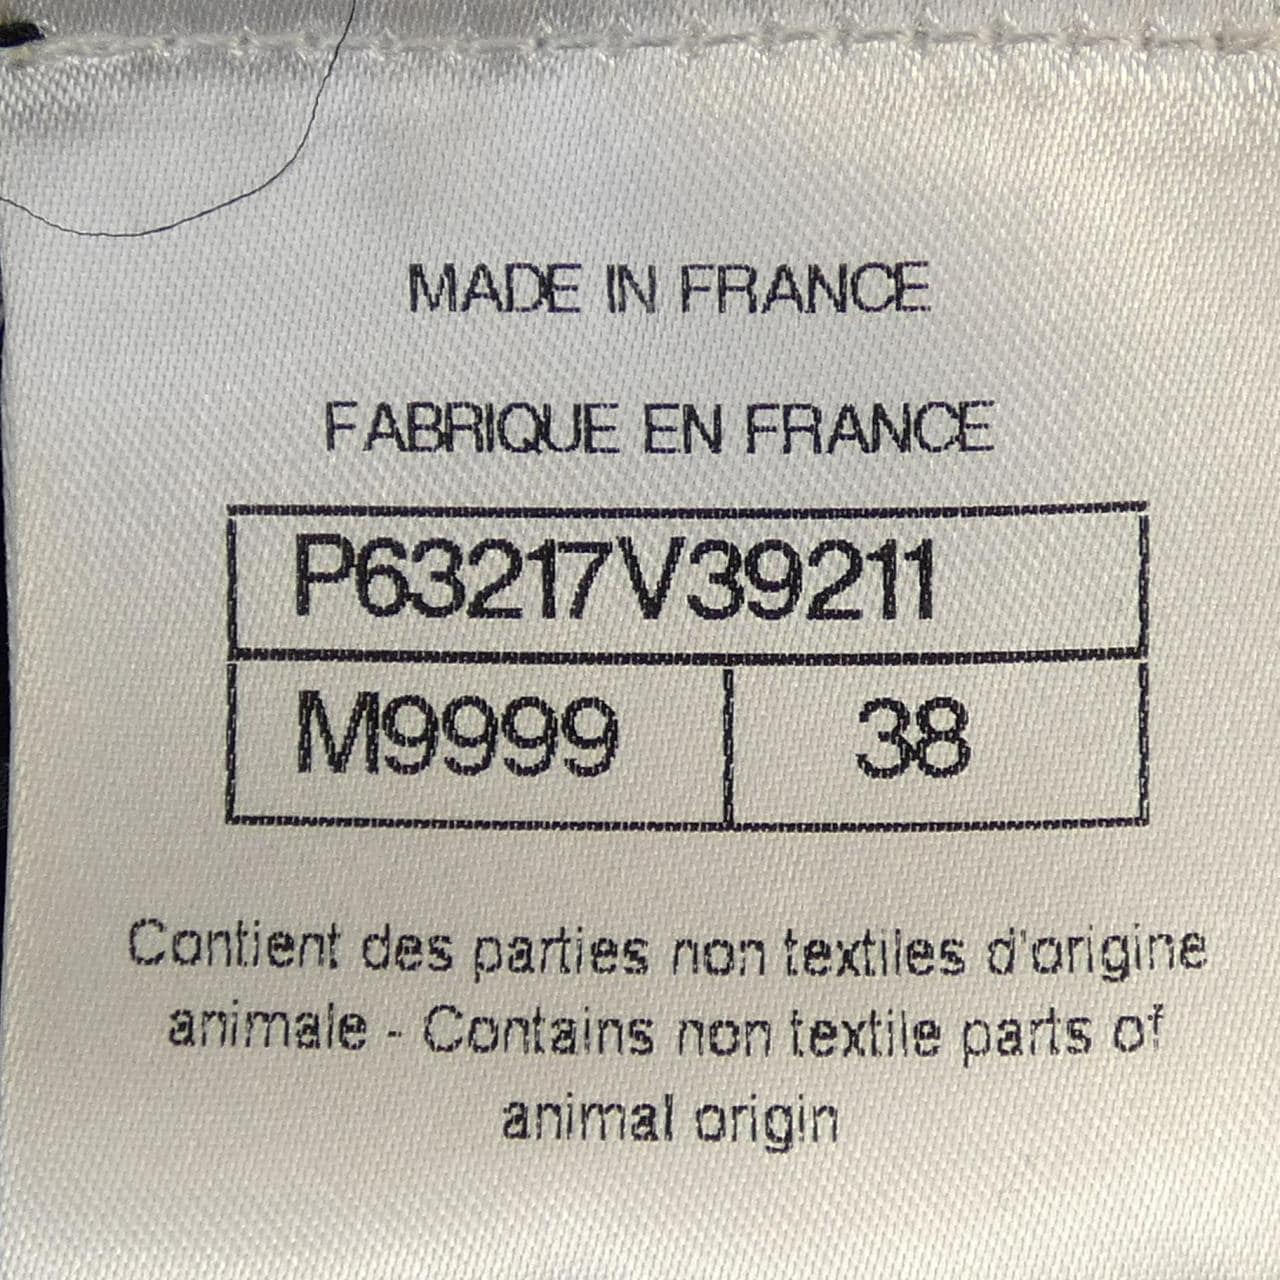 MADE IN FRANCE
FABRIQUE EN FRANCE
P63217V39211
M9999 38
Contient des parties non textiles d'origine
animale - Contains non textile parts of
animal origin